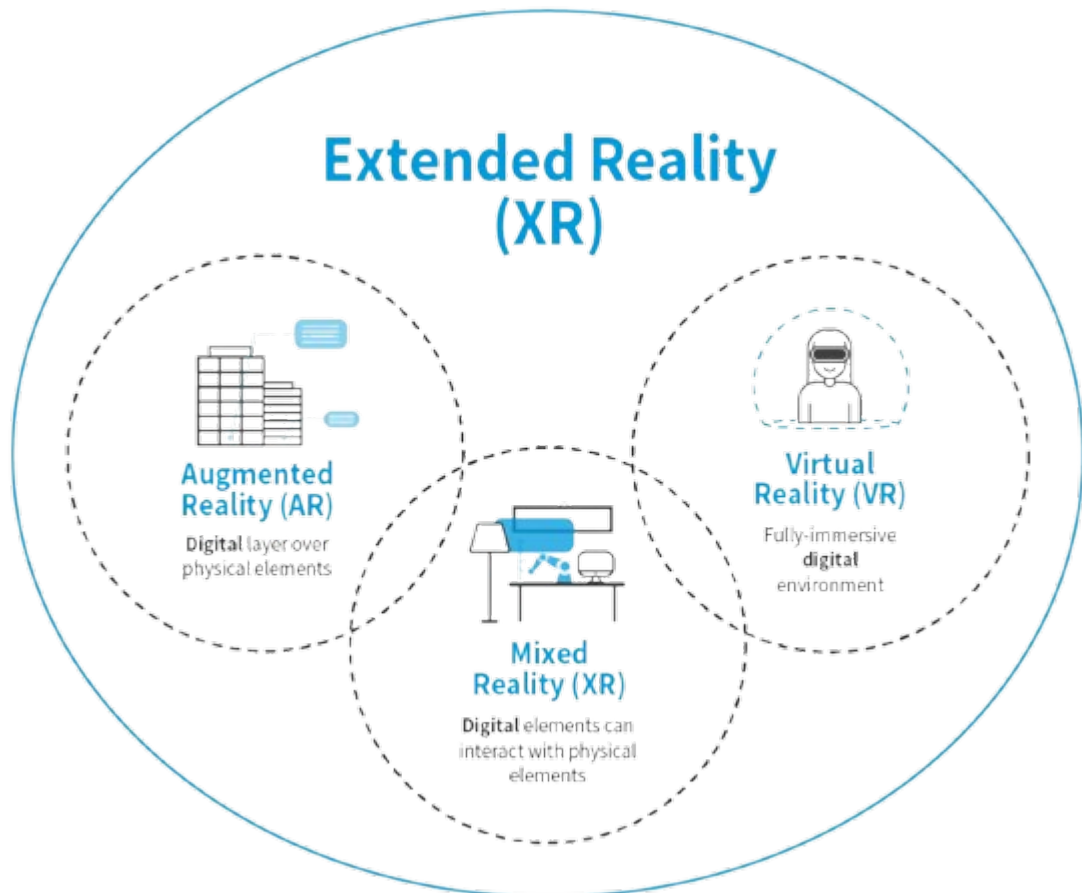 Extended Reality
(XR)
Augmented
Reality (AR)
Digital layer over
physical elements
Virtual
Reality (VR)
Fully-immersive
digital
environment
Mixed
Reality (XR)
Digital elements can
interact with physical
elements